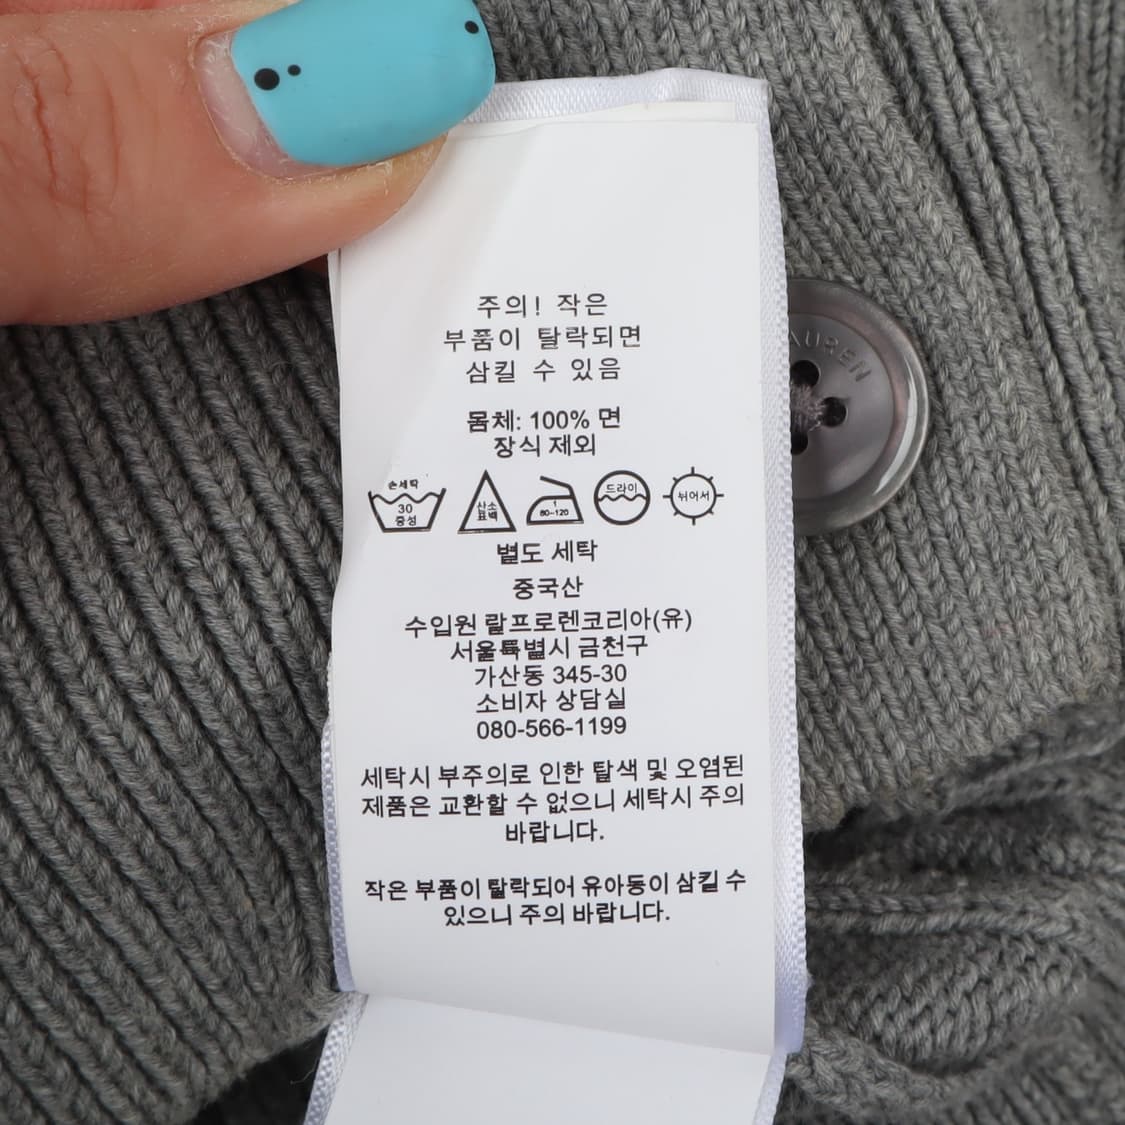 주의! 작은
부품이 탈락되면
삼킬 수 있음
몸체: 100% 면
장식 제외
손세탁
30
중성
산소
표백
1
80~120
드라이
뉘어서
별도 세탁
중국산
수입원 랄프로렌코리아(유)
서울특별시 금천구
가산동 345-30
소비자 상담실
080-566-1199
세탁시 부주의로 인한 탈색 및 오염된
제품은 교환할 수 없으니 세탁시 주의
바랍니다.
작은 부품이 탈락되어 유아동이 삼킬 수
있으니 주의 바랍니다.
AUREN